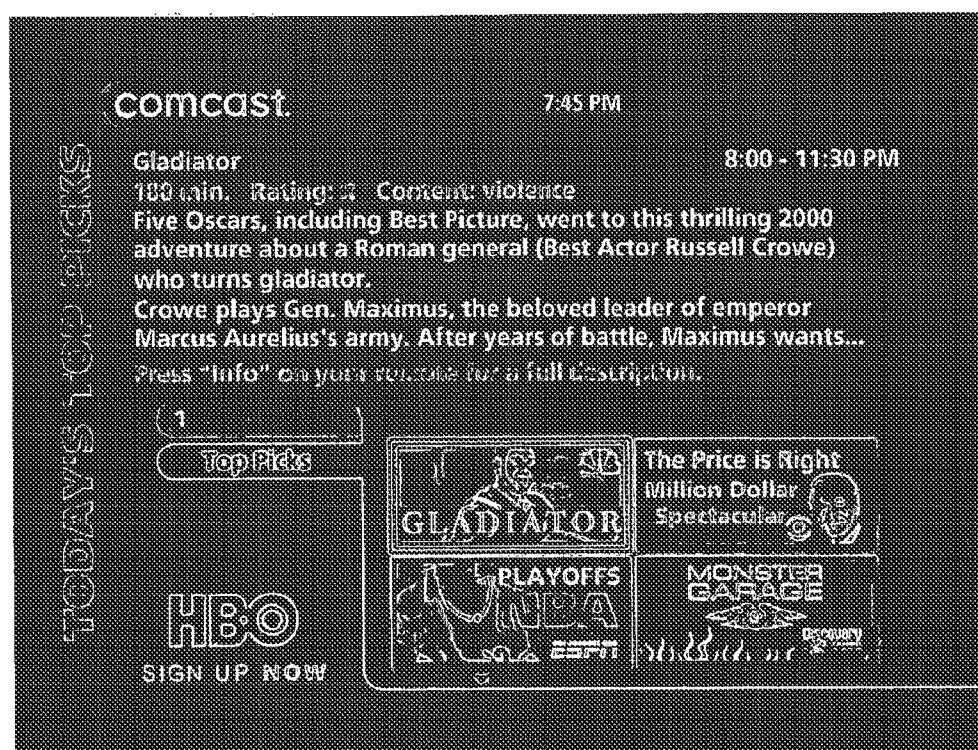 comcast.
7:45 PM
TODAY'S TOP PICKS
Gladiator
8:00 - 11:30 PM
180 min. Rating: R Content: violence
Five Oscars, including Best Picture, went to this thrilling 2000
adventure about a Roman general (Best Actor Russell Crowe)
who turns gladiator.
Crowe plays Gen. Maximus, the beloved leader of emperor
Marcus Aurelius's army. After years of battle, Maximus wants...
Press "Info" on your remote for a full description.
1
Top Picks
GLADIATOR
The Price is Right
Million Dollar
Spectacular
PLAYOFFS
NBA
ESPN
MONSTER
GARAGE
Discovery
HBO
SIGN UP NOW